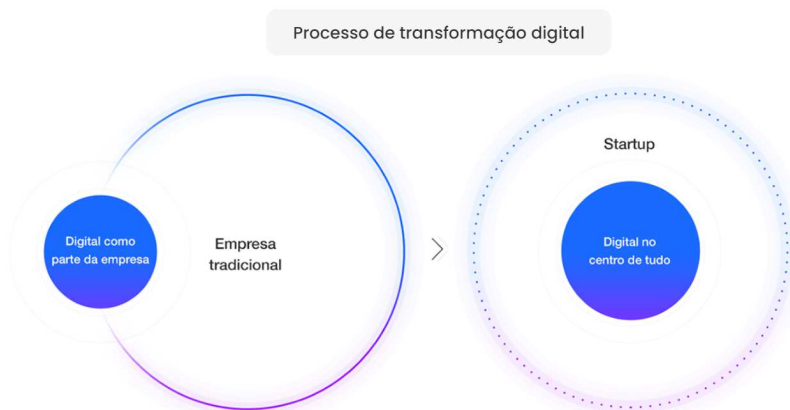 Processo de transformação digital
Startup
Digital como
parte da empresa
Empresa
tradicional
Digital no
centro de tudo